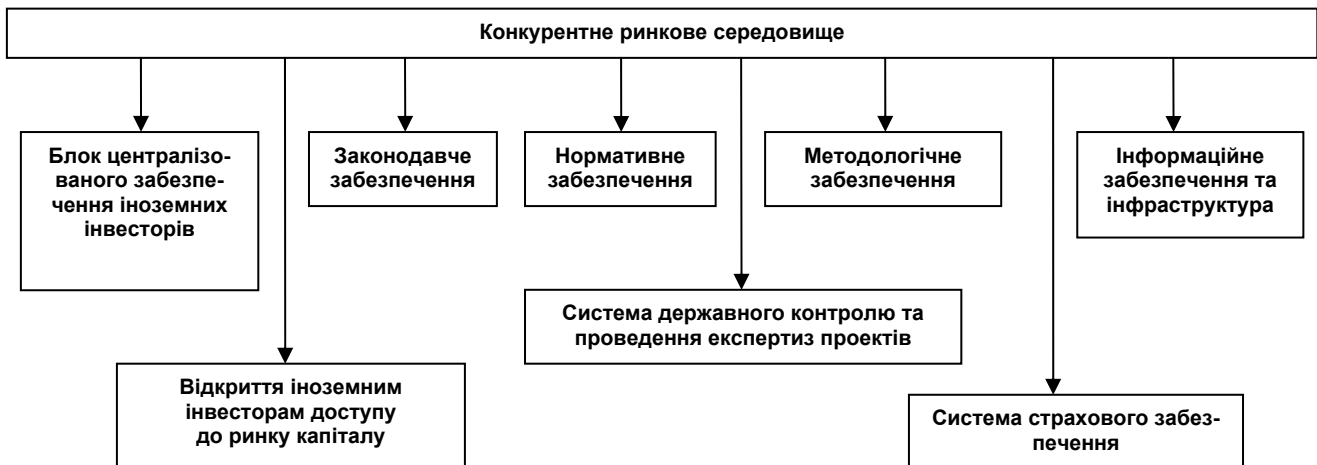 Конкурентне ринкове середовище
Блок централізо-
ваного забезпе-
чення іноземних
інвесторів
Законодавче
забезпечення
Нормативне
забезпечення
Методологічне
забезпечення
Інформаційне
забезпечення та
інфраструктура
Система державного контролю та
проведення експертиз проектів
Відкриття іноземним
інвесторам доступу
до ринку капіталу
Система страхового забез-
печення